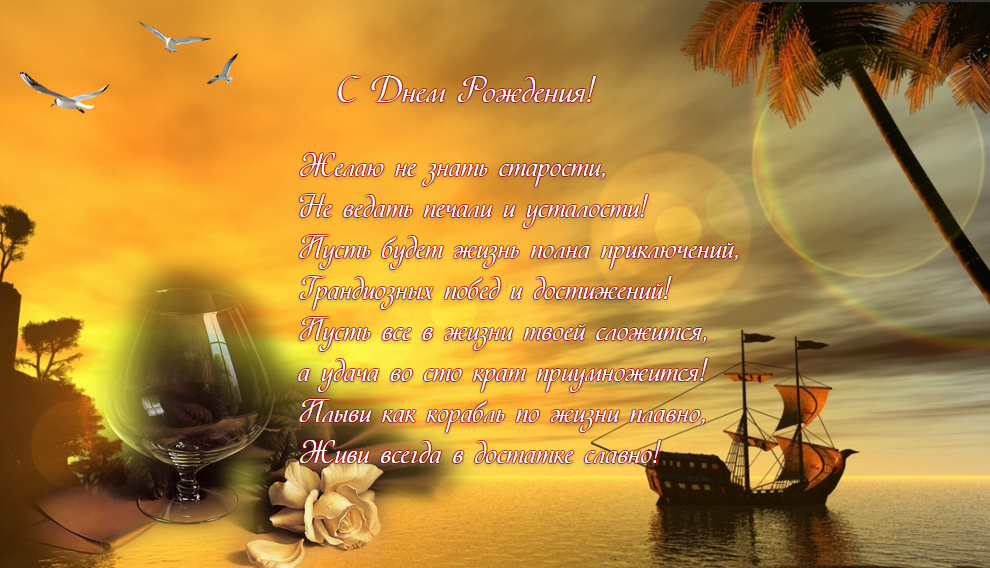 С Днем Рождения!
Желаю не знать старости,
Не ведать печали и усталости!
Пусть будет жизнь полна приключений,
Грандиозных побед и достижений!
Пусть все в жизни твоей сложится,
а удача во сто крат приумножится!
Плыви как корабль по жизни плавно,
Живи всегда в достатке славно!